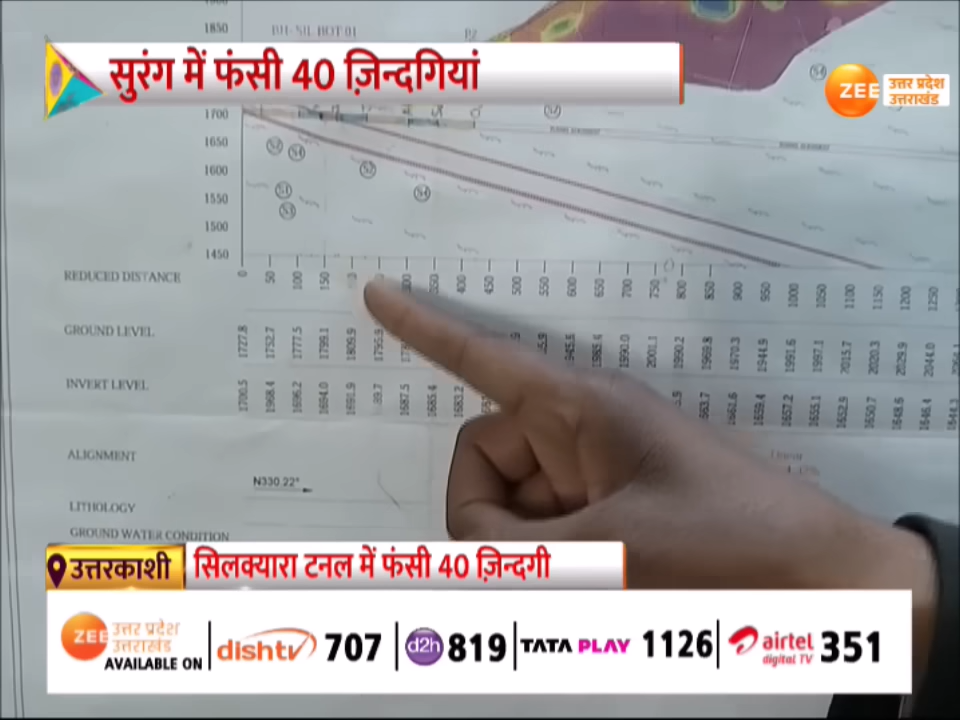 1850
BH-SIL BOT 01
सुरंग में फंसी 40 ज़िन्दगियां
ZEE उत्तर प्रदेश
उत्तराखंड
1700
1650
1600
1550
1500
1450
REDUCED DISTANCE 0 50 100 150 400 450 500 550 600 650 700 750 800 850 900 950 1000 1050 1100 1150 1200 1250
GROUND LEVEL 1727.8 1752.7 1777.5 1799.1 1809.9 1990.0 2001.1 1990.2 1969.8 1970.3 1944.9 1991.6 1997.1 2015.7 2020.3 2029.9 2044.0
INVERT LEVEL 1700.5 1968.4 1696.2 1694.0 1691.9 1687.5 1685.4 1683.2 1661.6 1659.4 1657.2 1655.1 1652.9 1650.7 1648.6 1646.4
ALIGNMENT
N330.22°
LITHOLOGY
GROUND WATER CONDITION
उत्तरकाशी सिलक्यारा टनल में फंसी 40 ज़िन्दगी
ZEE उत्तर प्रदेश
उत्तराखंड
AVAILABLE ON
dishtv 707
d2h 819
TATA PLAY 1126
airtel
digital TV
351